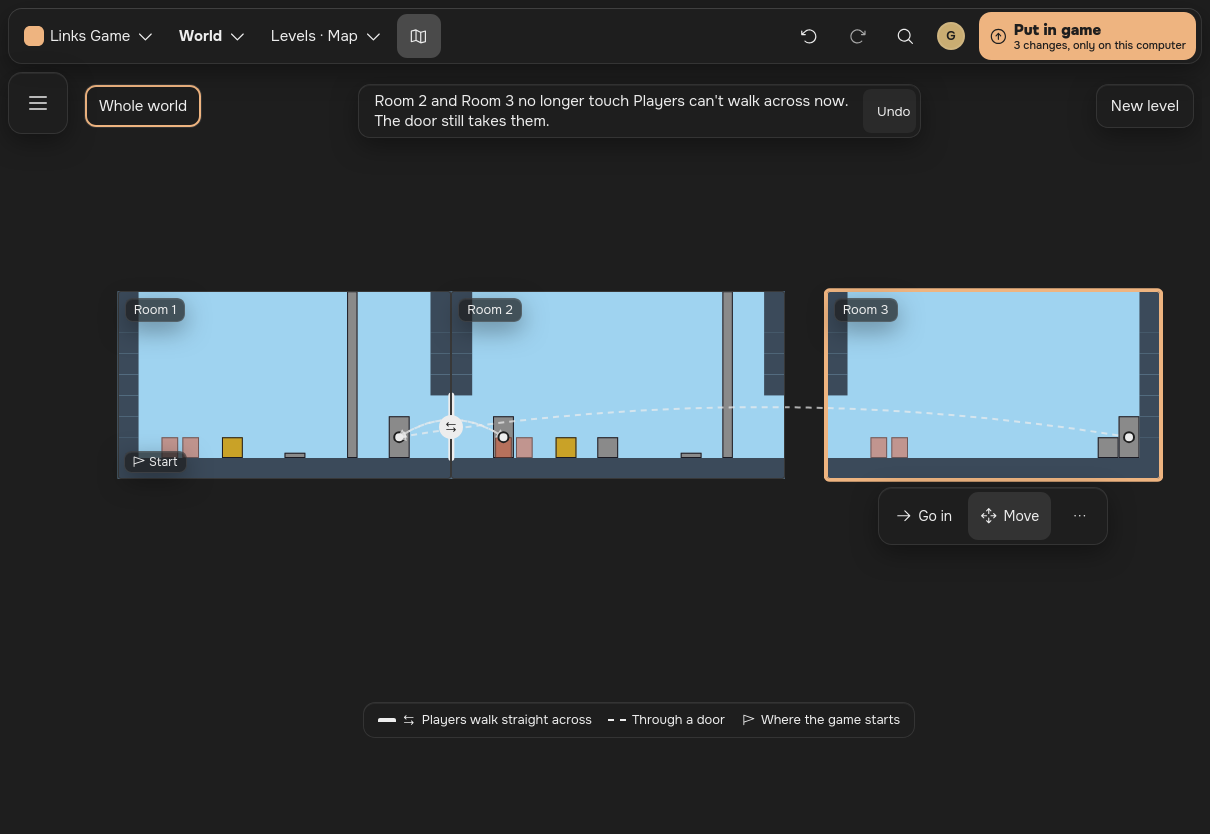 Links Game
World
Levels · Map
G
Put in game
3 changes, only on this computer
Whole world
Room 2 and Room 3 no longer touch Players can't walk across now.
The door still takes them.
Undo
New level
Room 1
Room 2
Room 3
Start
Go in
Move
···
Players walk straight across
Through a door
Where the game starts